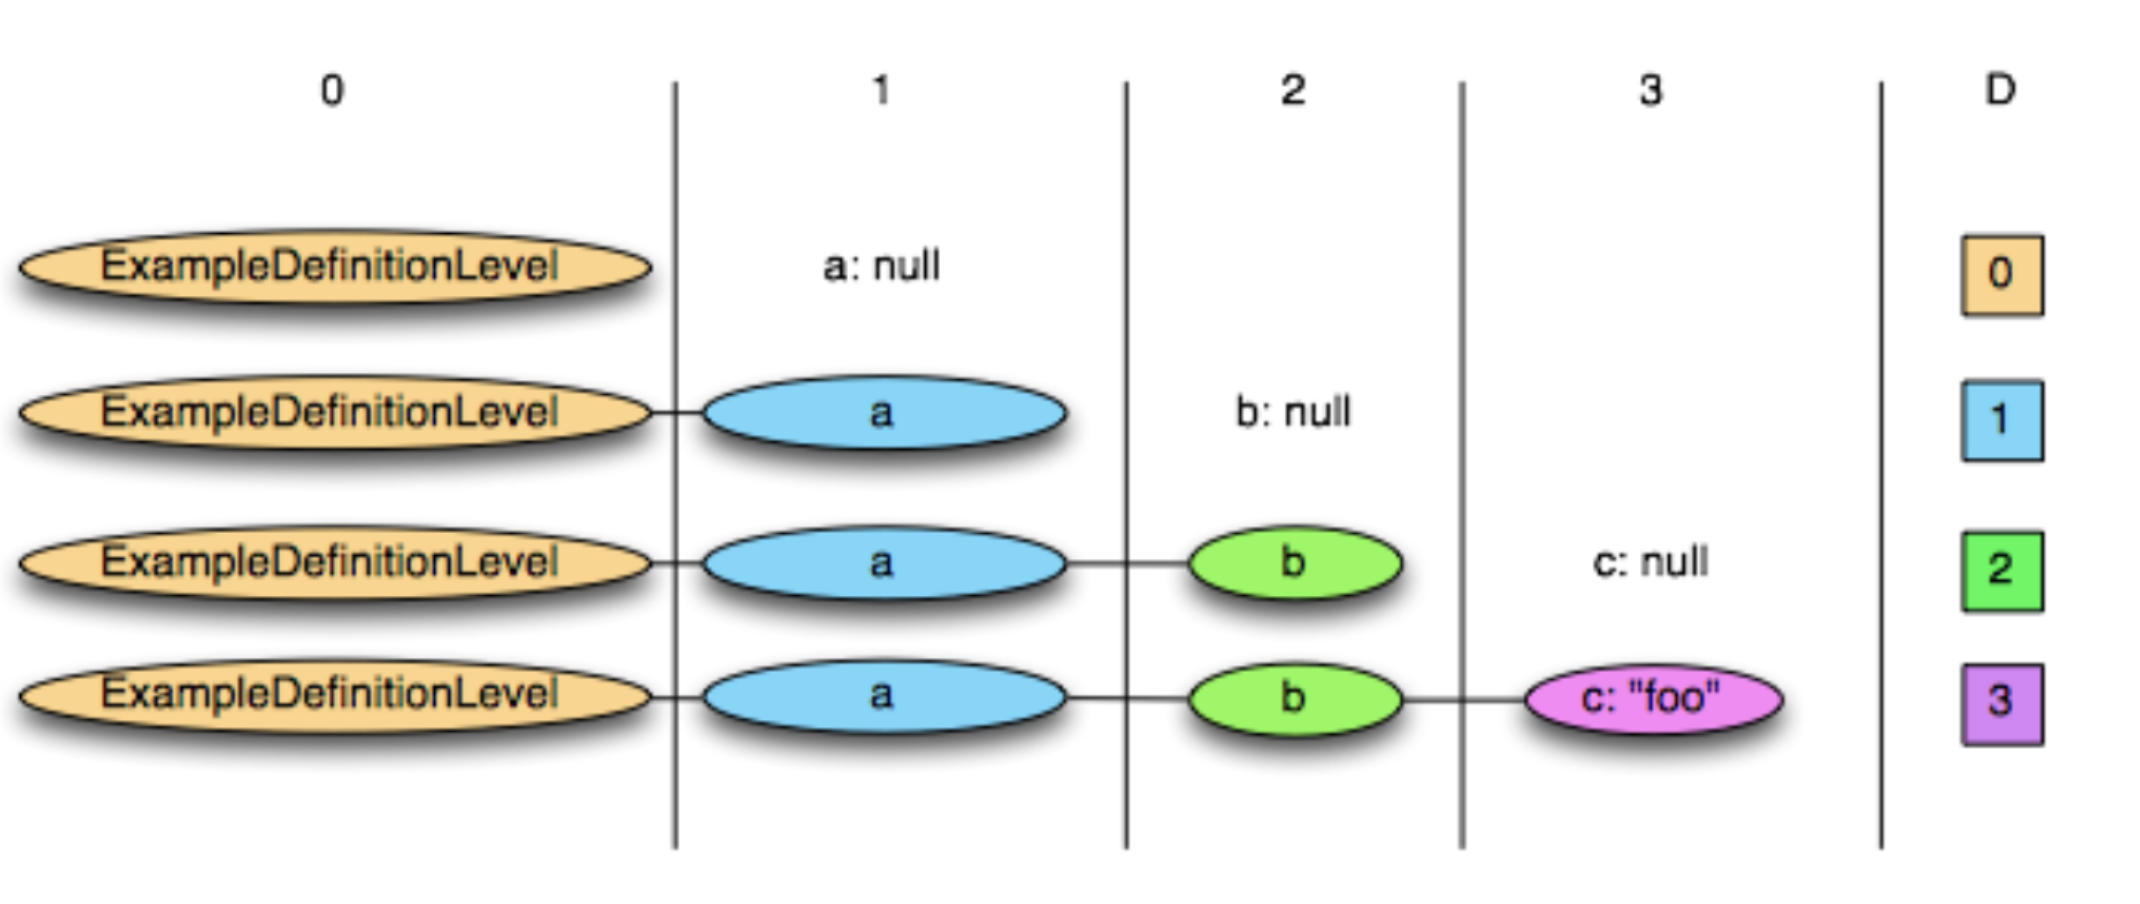 0 1 2 3 D
ExampleDefinitionLevel a: null 0
ExampleDefinitionLevel a b: null 1
ExampleDefinitionLevel a b c: null 2
ExampleDefinitionLevel a b c: "foo" 3